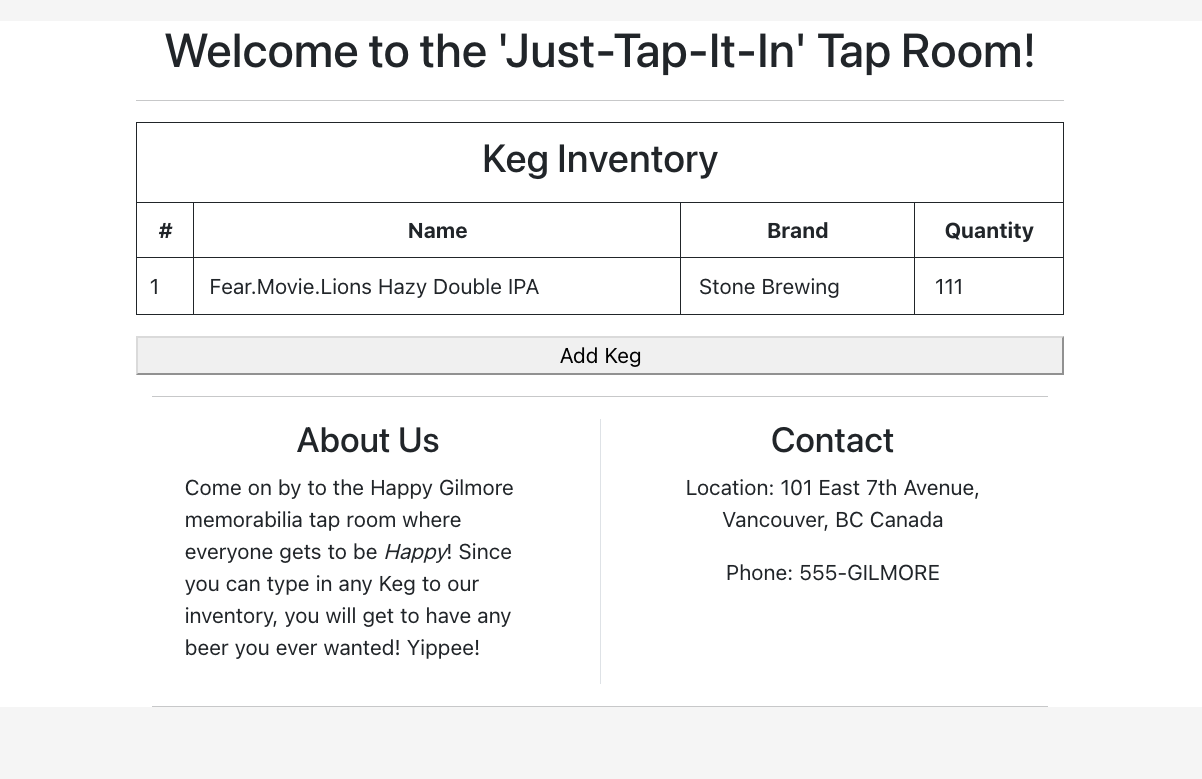 Welcome to the 'Just-Tap-It-In' Tap Room!
Keg Inventory
# Name Brand Quantity
1 Fear.Movie.Lions Hazy Double IPA Stone Brewing 111
Add Keg
About Us
Come on by to the Happy Gilmore
memorabilia tap room where
everyone gets to be Happy! Since
you can type in any Keg to our
inventory, you will get to have any
beer you ever wanted! Yippee!
Contact
Location: 101 East 7th Avenue,
Vancouver, BC Canada
Phone: 555-GILMORE